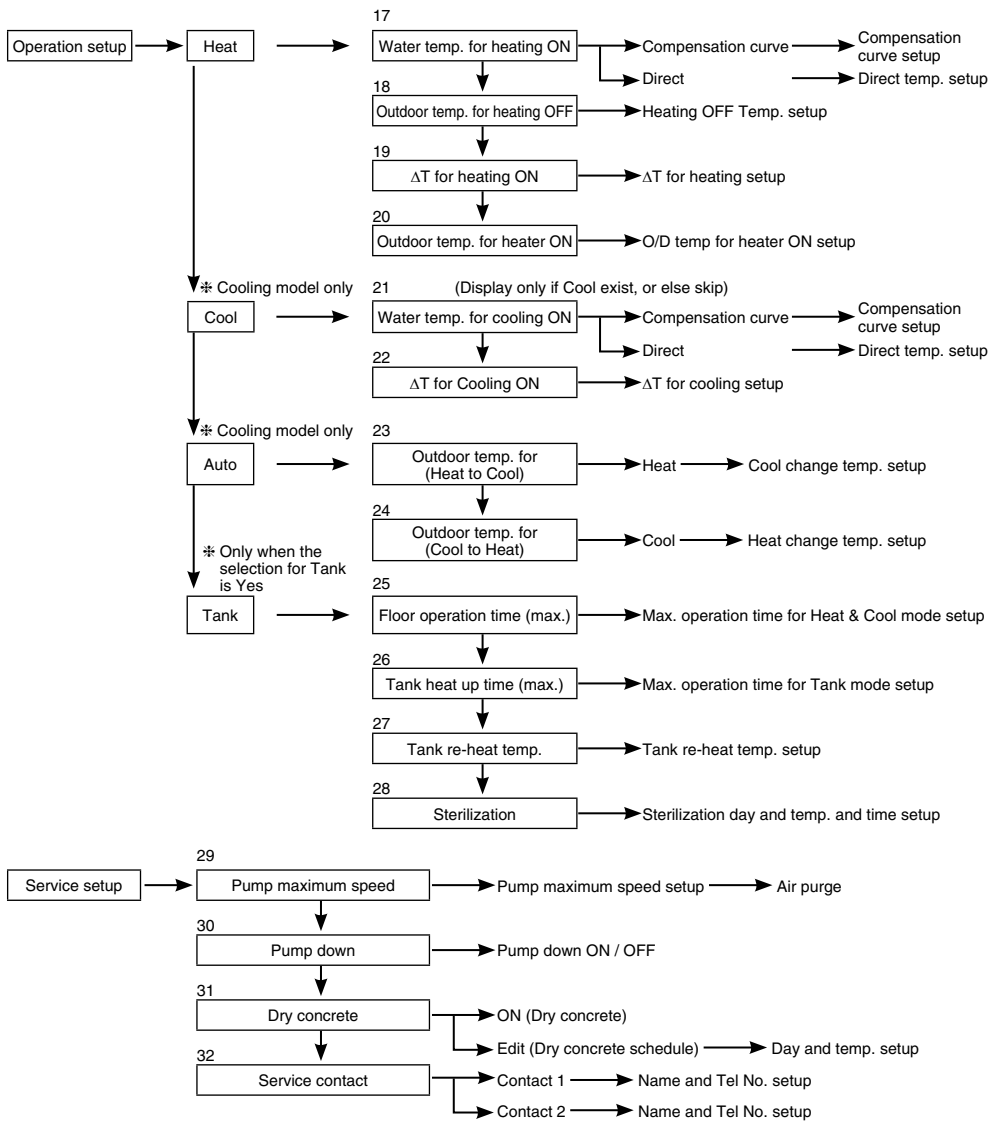 17
Operation setup
Heat
Water temp. for heating ON
Compensation curve
Compensation
curve setup
Direct
Direct temp. setup
18
Outdoor temp. for heating OFF
Heating OFF Temp. setup
19
ΔT for heating ON
ΔT for heating setup
20
Outdoor temp. for heater ON
O/D temp for heater ON setup
❉ Cooling model only
21
(Display only if Cool exist, or else skip)
Cool
Water temp. for cooling ON
Compensation curve
Compensation
curve setup
Direct
Direct temp. setup
22
ΔT for Cooling ON
ΔT for cooling setup
❉ Cooling model only
23
Auto
Outdoor temp. for
(Heat to Cool)
Heat
Cool change temp. setup
24
Outdoor temp. for
(Cool to Heat)
Cool
Heat change temp. setup
❉ Only when the
selection for Tank
is Yes
25
Tank
Floor operation time (max.)
Max. operation time for Heat & Cool mode setup
26
Tank heat up time (max.)
Max. operation time for Tank mode setup
27
Tank re-heat temp.
Tank re-heat temp. setup
28
Sterilization
Sterilization day and temp. and time setup
29
Service setup
Pump maximum speed
Pump maximum speed setup
Air purge
30
Pump down
Pump down ON / OFF
31
Dry concrete
ON (Dry concrete)
Edit (Dry concrete schedule)
Day and temp. setup
32
Service contact
Contact 1
Name and Tel No. setup
Contact 2
Name and Tel No. setup